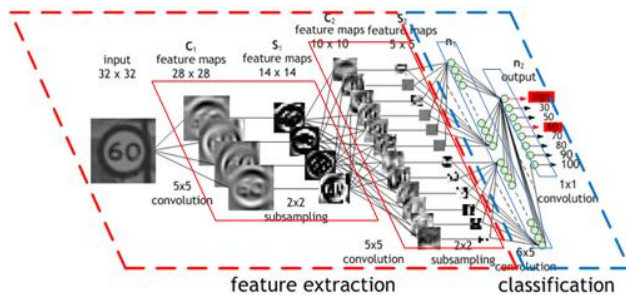 input
32 x 32
C₁
feature maps
28 x 28
S₁
feature maps
14 x 14
C₂
feature maps
10 x 10
S₂
feature maps
5 x 5
n₁
n₂
output
60
30
50
60
70
80
90
100
5x5
convolution
2x2
subsampling
5x5
convolution
2x2
subsampling
6x5
convolution
1x1
convolution
feature extraction
classification